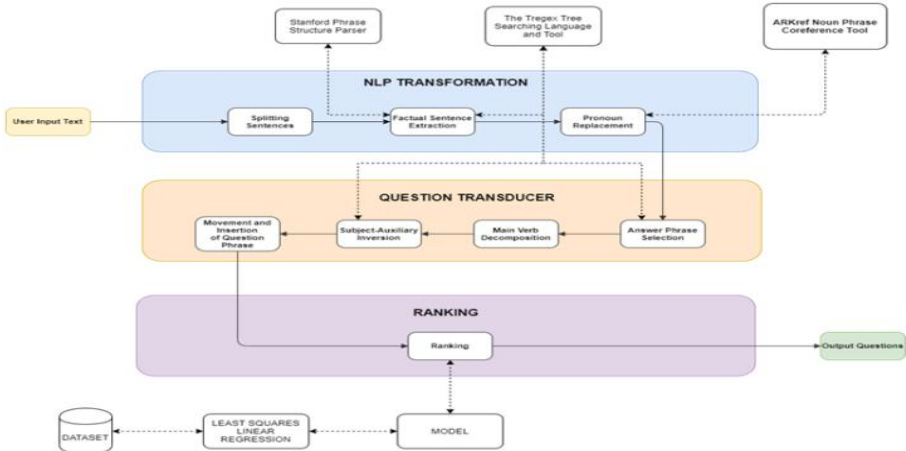 Stanford Phrase
Structure Parser
The Tregex Tree
Searching Language
and Tool
ARKref Noun Phrase
Coreference Tool
NLP TRANSFORMATION
User Input Text
Splitting
Sentences
Factual Sentence
Extraction
Pronoun
Replacement
QUESTION TRANSDUCER
Movement and
Insertion
of Question
Phrase
Subject-Auxiliary
Inversion
Main Verb
Decomposition
Answer Phrase
Selection
RANKING
Ranking
Output Questions
DATASET
LEAST SQUARES
LINEAR
REGRESSION
MODEL